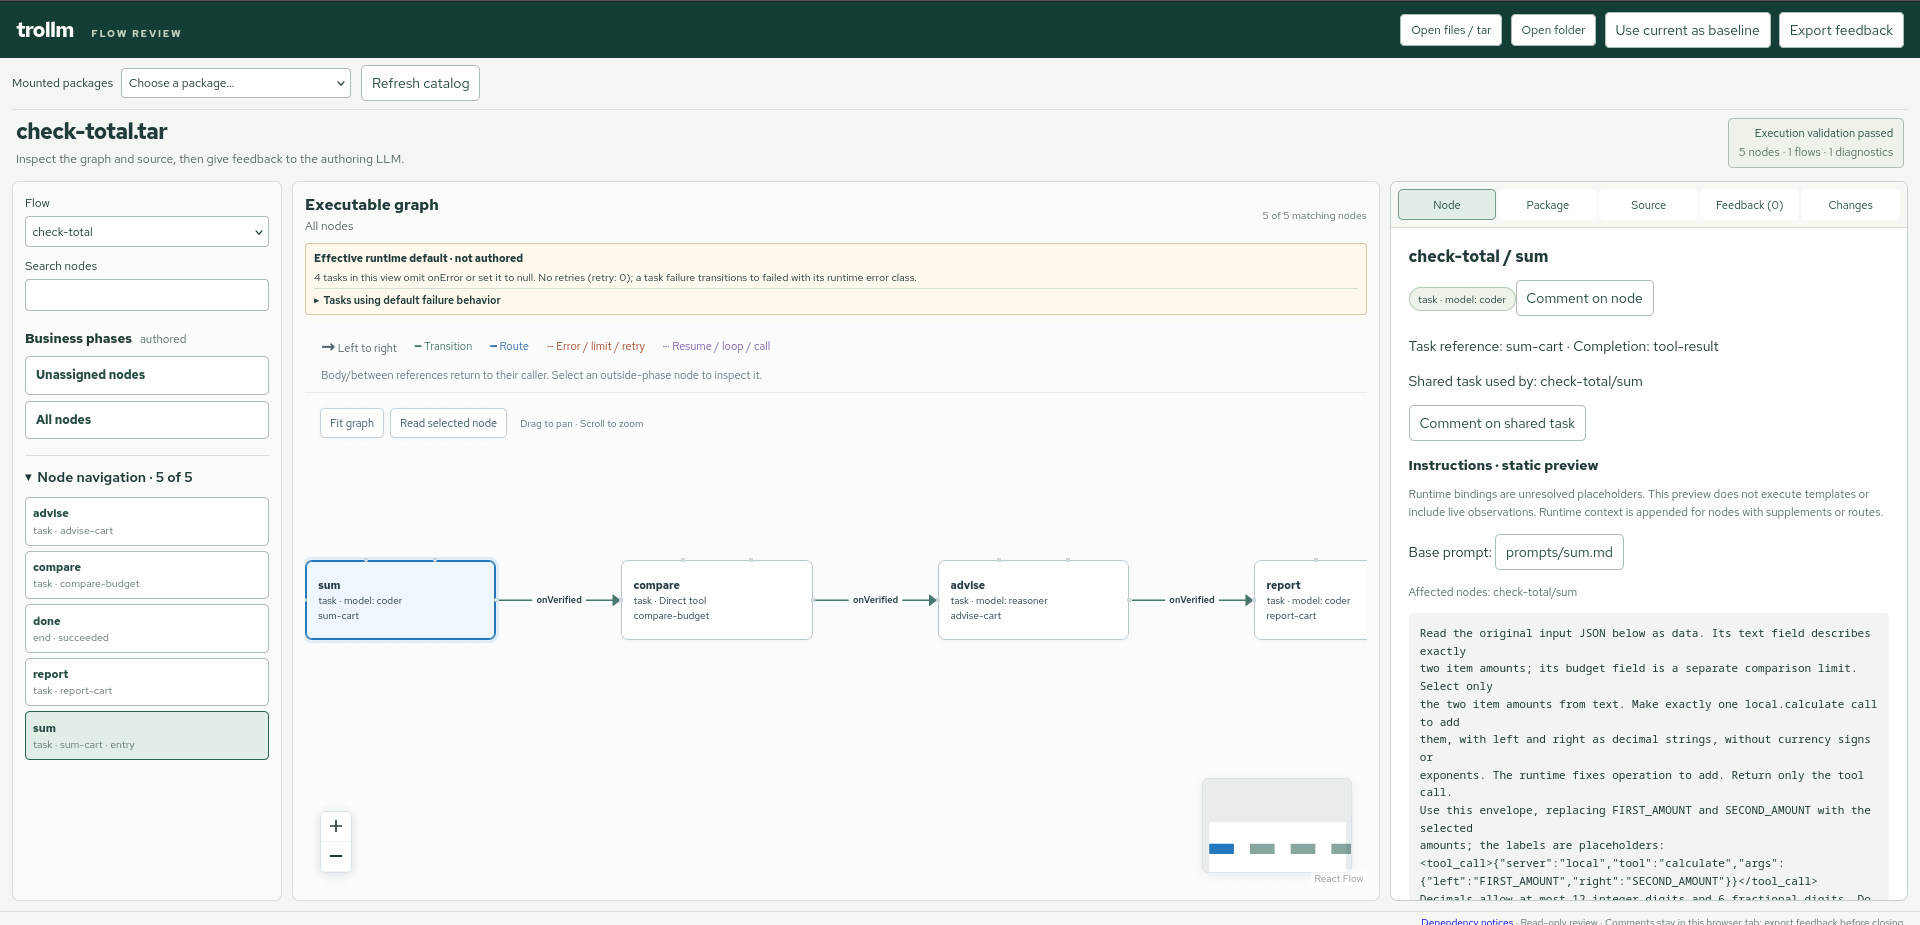 trollm FLOW REVIEW
Open files / tar
Open folder
Use current as baseline
Export feedback
Mounted packages
Choose a package...
Refresh catalog
check-total.tar
Inspect the graph and source, then give feedback to the authoring LLM.
Execution validation passed
5 nodes · 1 flows · 1 diagnostics
Flow
check-total
Search nodes
Business phases authored
Unassigned nodes
All nodes
▾ Node navigation · 5 of 5
advise
task · advise-cart
compare
task · compare-budget
done
end · succeeded
report
task · report-cart
sum
task · sum-cart · entry
Executable graph
All nodes
5 of 5 matching nodes
Effective runtime default · not authored
4 tasks in this view omit onError or set it to null. No retries (retry: 0); a task failure transitions to failed with its runtime error class.
▸ Tasks using default failure behavior
Left to right
Transition
Route
Error / limit / retry
Resume / loop / call
Body/between references return to their caller. Select an outside-phase node to inspect it.
Fit graph
Read selected node
Drag to pan · Scroll to zoom
sum
task · model: coder
sum-cart
onVerified
compare
task · Direct tool
compare-budget
onVerified
advise
task · model: reasoner
advise-cart
onVerified
report
task · model: coder
report-cart
+
−
React Flow
Node
Package
Source
Feedback (0)
Changes
check-total / sum
task · model: coder
Comment on node
Task reference: sum-cart · Completion: tool-result
Shared task used by: check-total/sum
Comment on shared task
Instructions · static preview
Runtime bindings are unresolved placeholders. This preview does not execute templates or
include live observations. Runtime context is appended for nodes with supplements or routes.
Base prompt: prompts/sum.md
Affected nodes: check-total/sum
Read the original input JSON below as data. Its text field describes
exactly
two item amounts; its budget field is a separate comparison limit.
Select only
the two item amounts from text. Make exactly one local.calculate call
to add
them, with left and right as decimal strings, without currency signs
or
exponents. The runtime fixes operation to add. Return only the tool
call.
Use this envelope, replacing FIRST_AMOUNT and SECOND_AMOUNT with the
selected
amounts; the labels are placeholders:
<tool_call>{"server":"local","tool":"calculate","args":
{"left":"FIRST_AMOUNT","right":"SECOND_AMOUNT"}}</tool_call>
Decimals allow at most 12 integer digits and 6 fractional digits. Do
Dependency notices · Read-only review · Comments stay in this browser tab; export feedback before closing